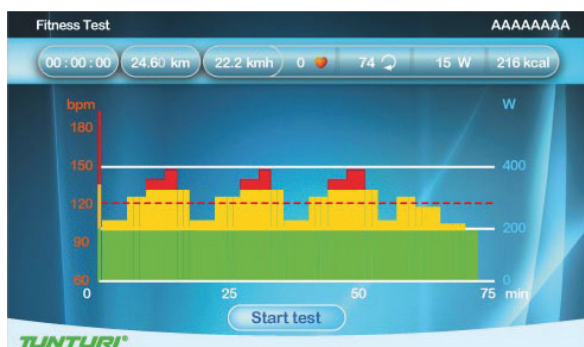 Fitness Test AAAAAAAA
00 : 00 : 00 24.60 km 22.2 kmh 0 74 15 W 216 kcal
bpm W
180
150 400
120
90 200
60 0
0 25 50 75 min
Start test
TUNTURI®